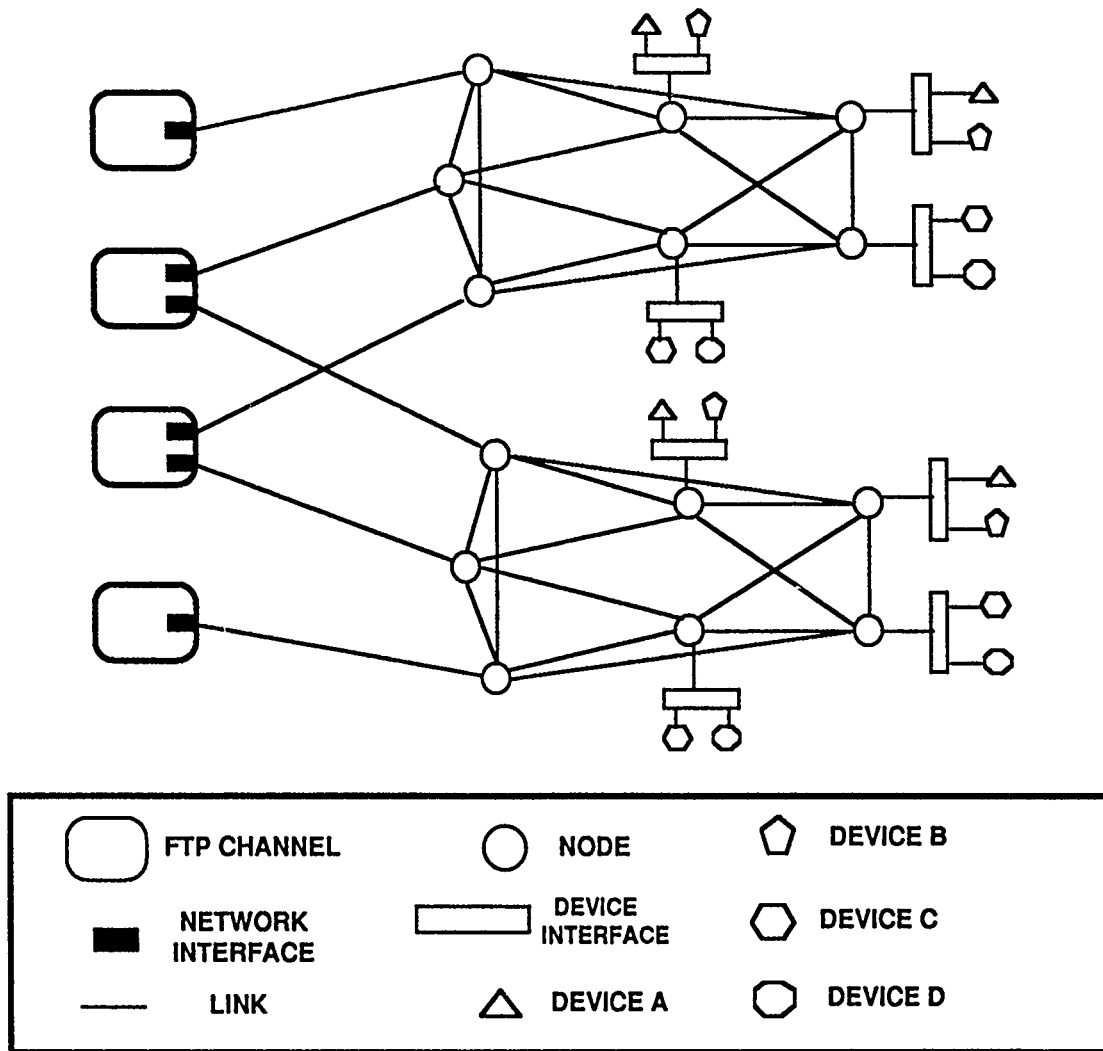 FTP CHANNEL
NODE
DEVICE B
NETWORK
INTERFACE
DEVICE
INTERFACE
DEVICE C
LINK
DEVICE A
DEVICE D